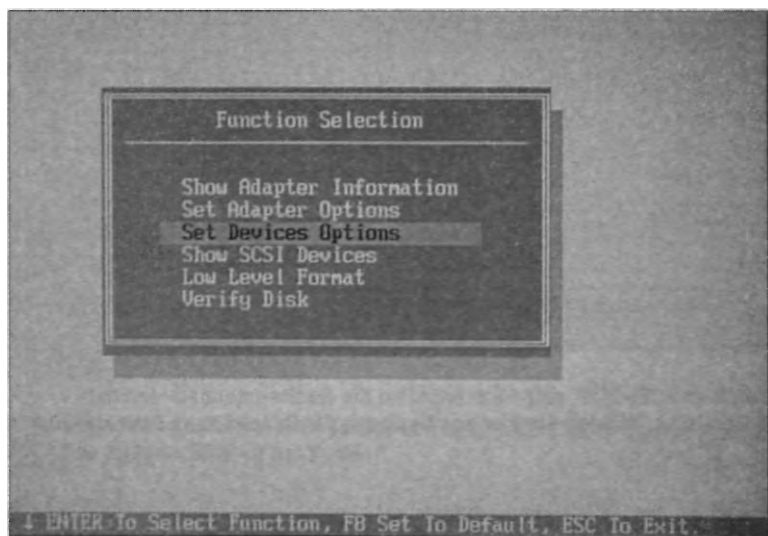 Function Selection
Show Adapter Information
Set Adapter Options
Set Devices Options
Show SCSI Devices
Low Level Format
Verify Disk
↓ ENTER To Select Function, F8 Set To Default, ESC To Exit.